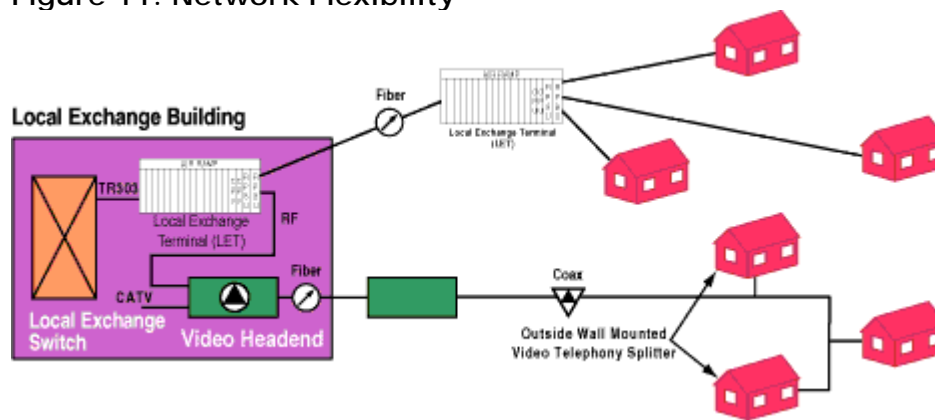 Figure 11. Network Flexibility
Local Exchange Building
Fiber
Local Exchange Terminal
(LET)
TR303
Local Exchange
Terminal (LET)
RF
CATV
Fiber
Local Exchange
Switch
Video Headend
Coax
Outside Wall Mounted
Video Telephony Splitter